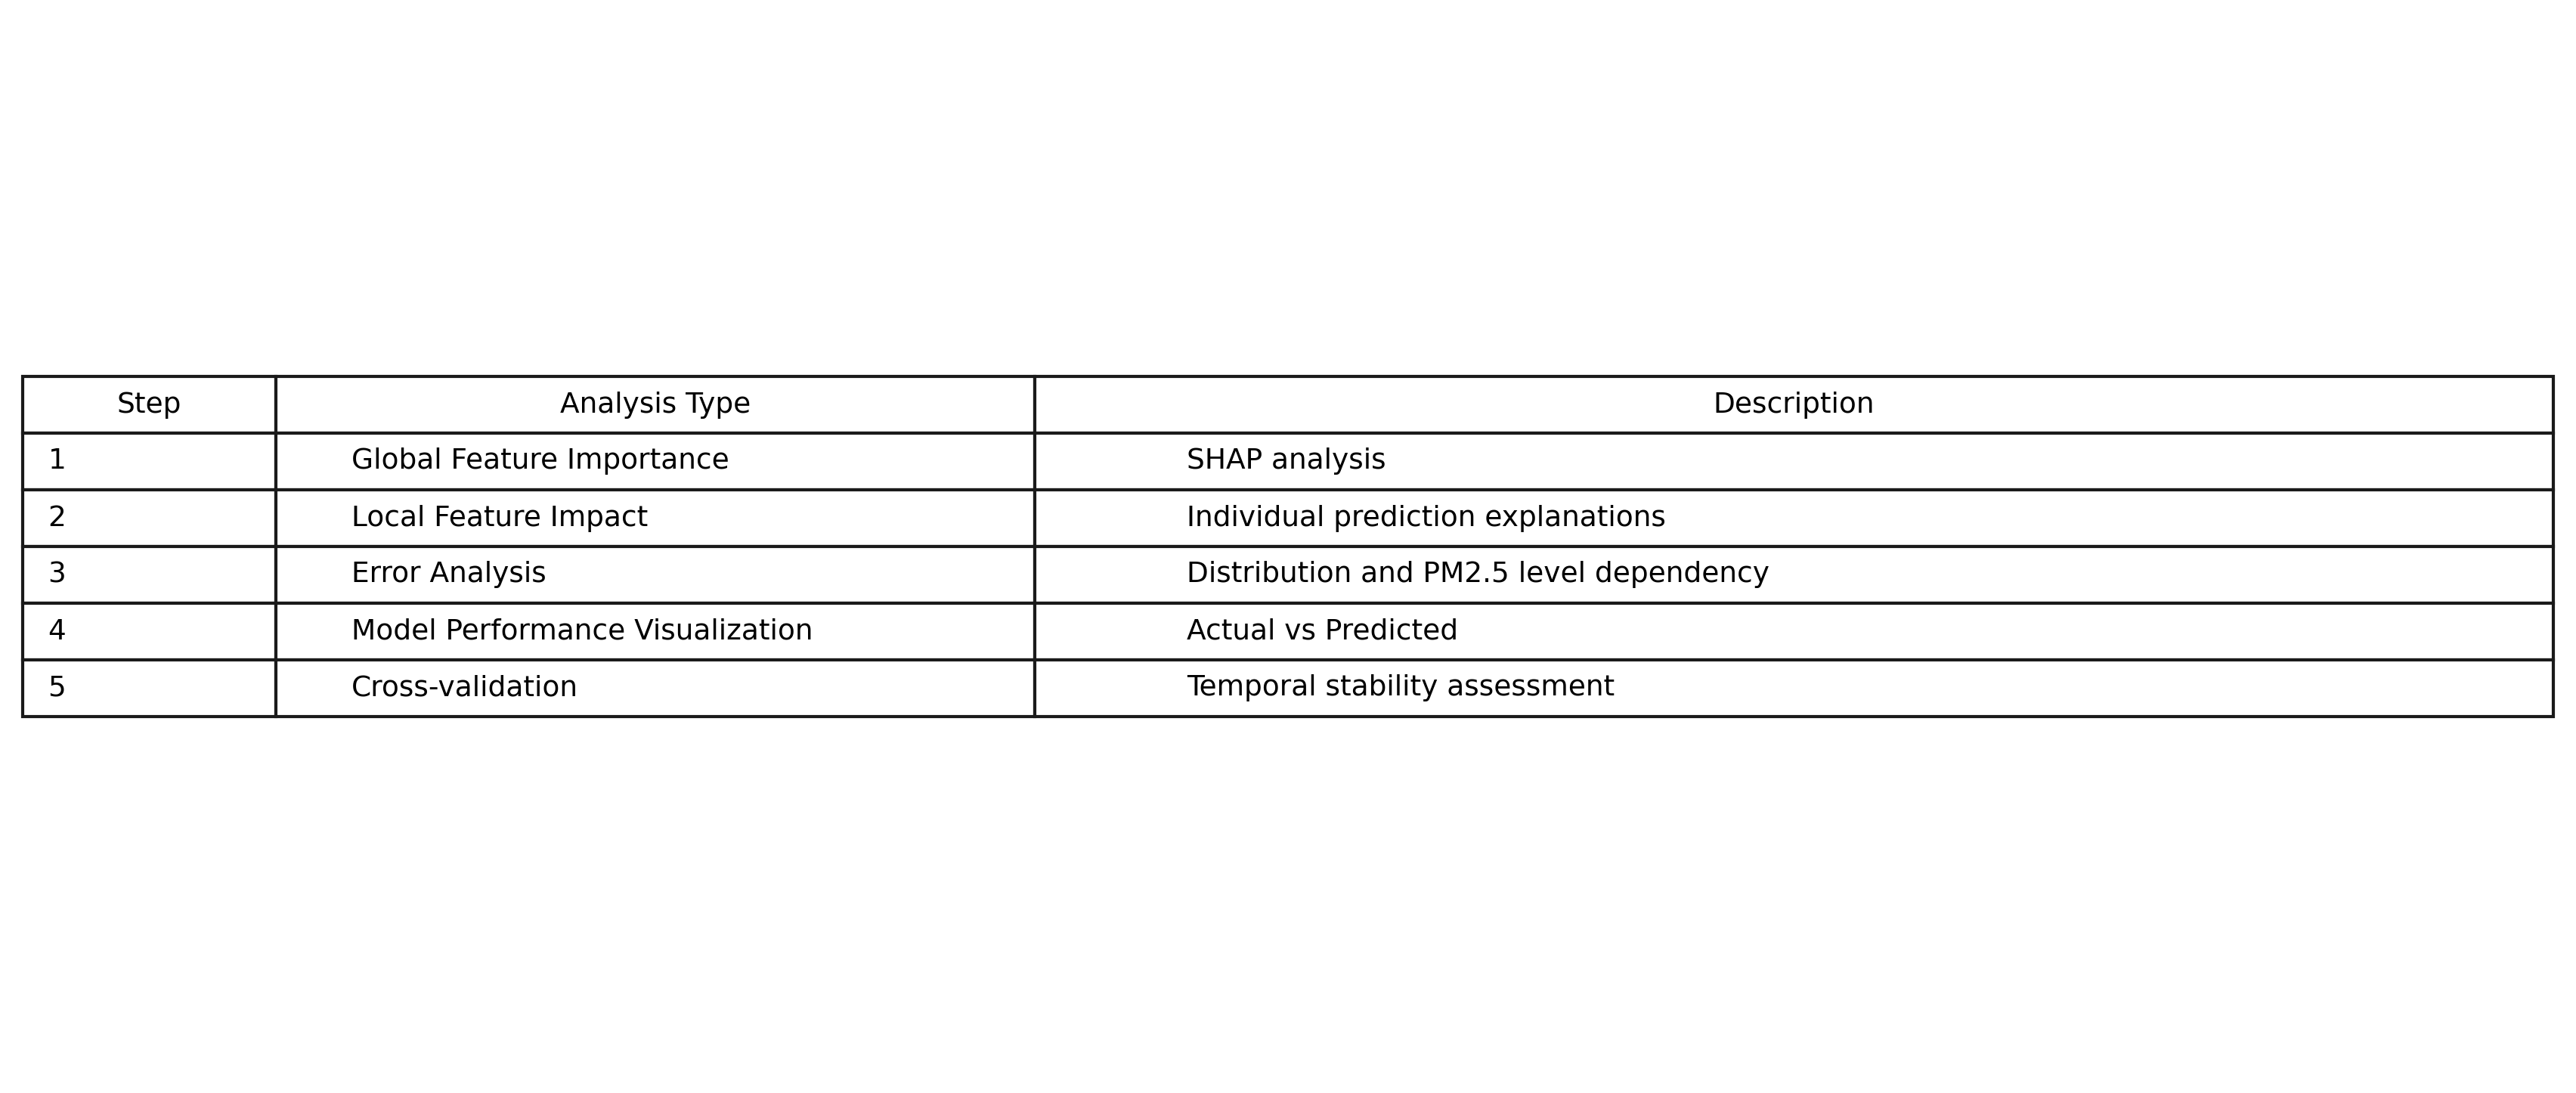 Step Analysis Type Description
1 Global Feature Importance SHAP analysis
2 Local Feature Impact Individual prediction explanations
3 Error Analysis Distribution and PM2.5 level dependency
4 Model Performance Visualization Actual vs Predicted
5 Cross-validation Temporal stability assessment